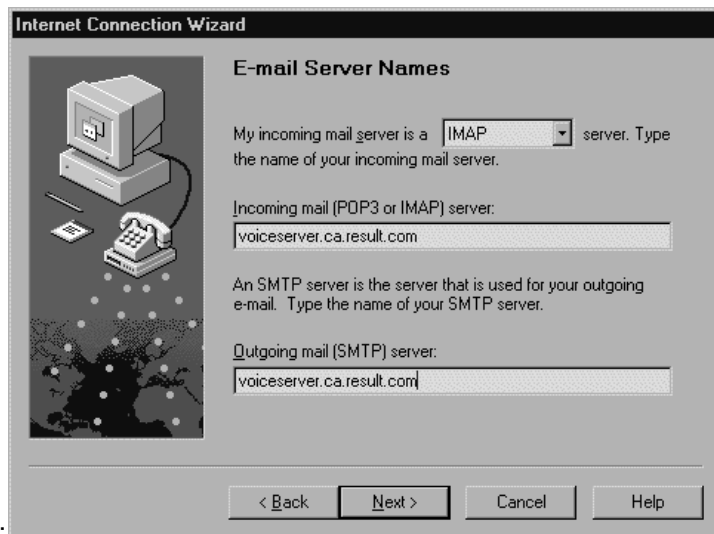 Internet Connection Wizard
E-mail Server Names
My incoming mail server is a IMAP server. Type
the name of your incoming mail server.
Incoming mail (POP3 or IMAP) server:
voiceserver.ca.result.com
An SMTP server is the server that is used for your outgoing
e-mail. Type the name of your SMTP server.
Outgoing mail (SMTP) server:
voiceserver.ca.result.com
< Back Next > Cancel Help
.